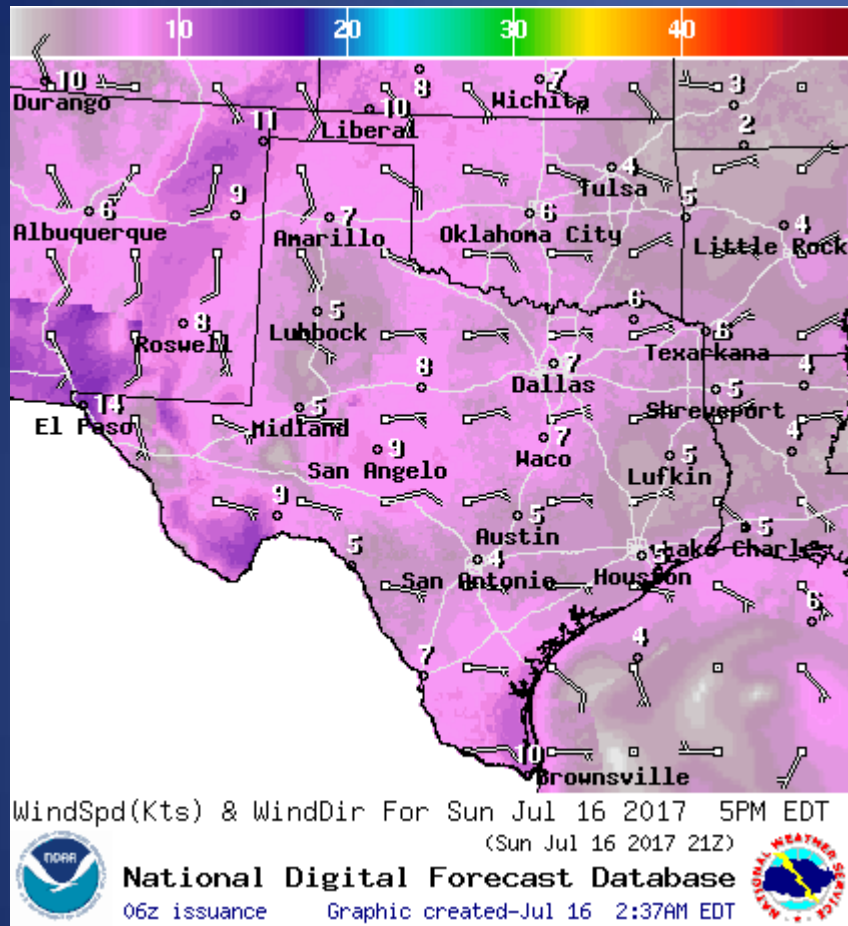 10 20 30 40
10 8 7 3
Durango Wichita
10
Liberal
11 2
4
Tulsa
6 9 7 6 5 4
Albuquerque Amarillo Oklahoma City Little Rock
8 5 6
Roswell Lubbock 6
Texarkana
7
8 Dallas 5 4
14 5 Shreveport
El Paso Midland
9 7 5 4
San Angelo Waco Lufkin
9 5 5
Austin
5 4 5 Lake Charles
San Antonio Houston
6
4
7
10
Brownsville
WindSpd(Kts) & WindDir For Sun Jul 16 2017 5PM EDT
(Sun Jul 16 2017 21Z)
NOAA
National Digital Forecast Database
NATIONAL WEATHER SERVICE
06z issuance Graphic created-Jul 16 2:37AM EDT